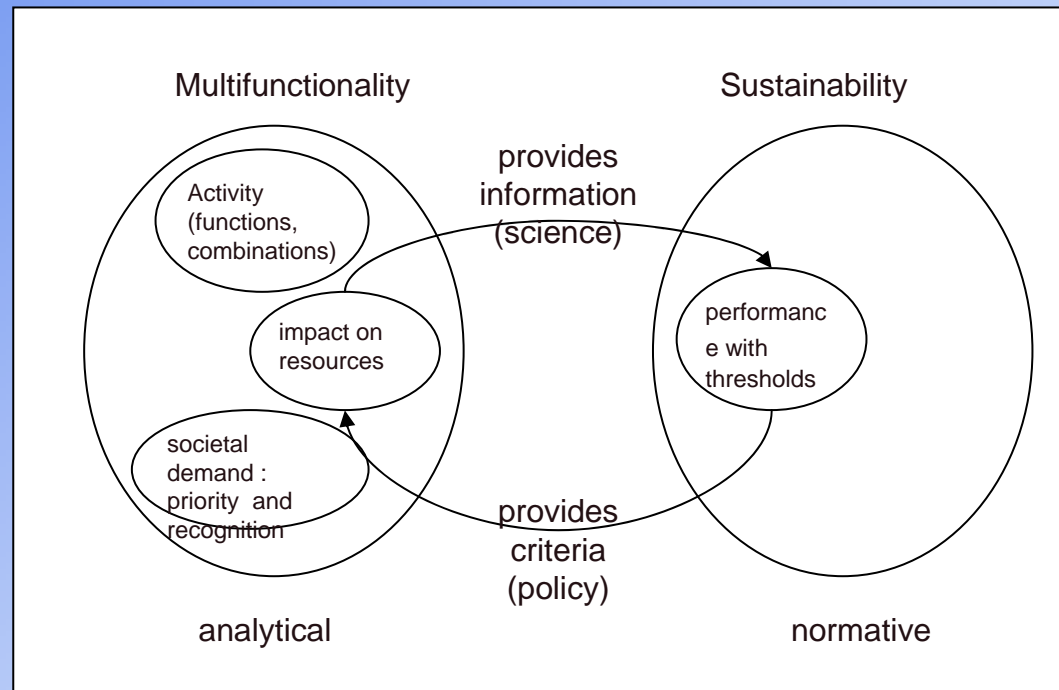 Multifunctionality
Sustainability
Activity
(functions,
combinations)
impact on
resources
societal
demand :
priority and
recognition
provides
information
(science)
performanc
e with
thresholds
provides
criteria
(policy)
analytical
normative